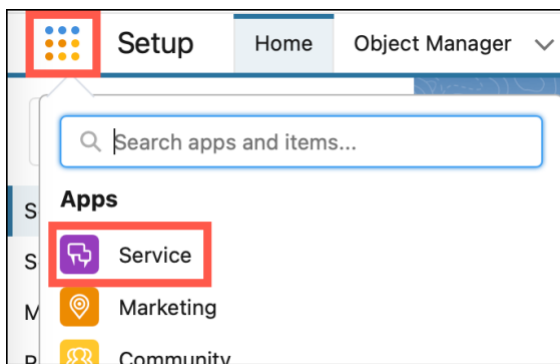 Setup
Home
Object Manager
Search apps and items...
Apps
S
Service
S
M
Marketing
Community